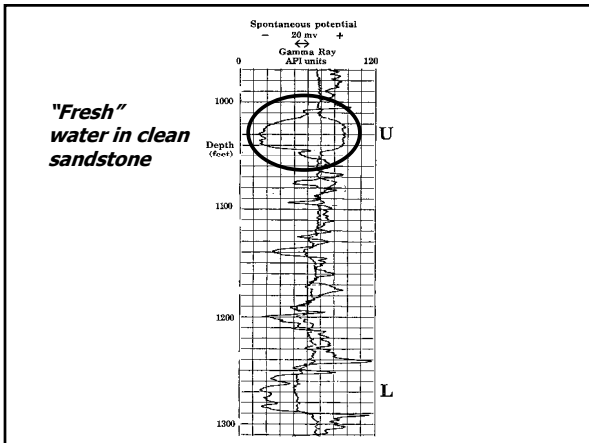 Spontaneous potential
– 20 mv +
Gamma Ray
API units
0 120
"Fresh"
water in clean
sandstone
1000
U
Depth
(feet)
1100
1200
L
1300